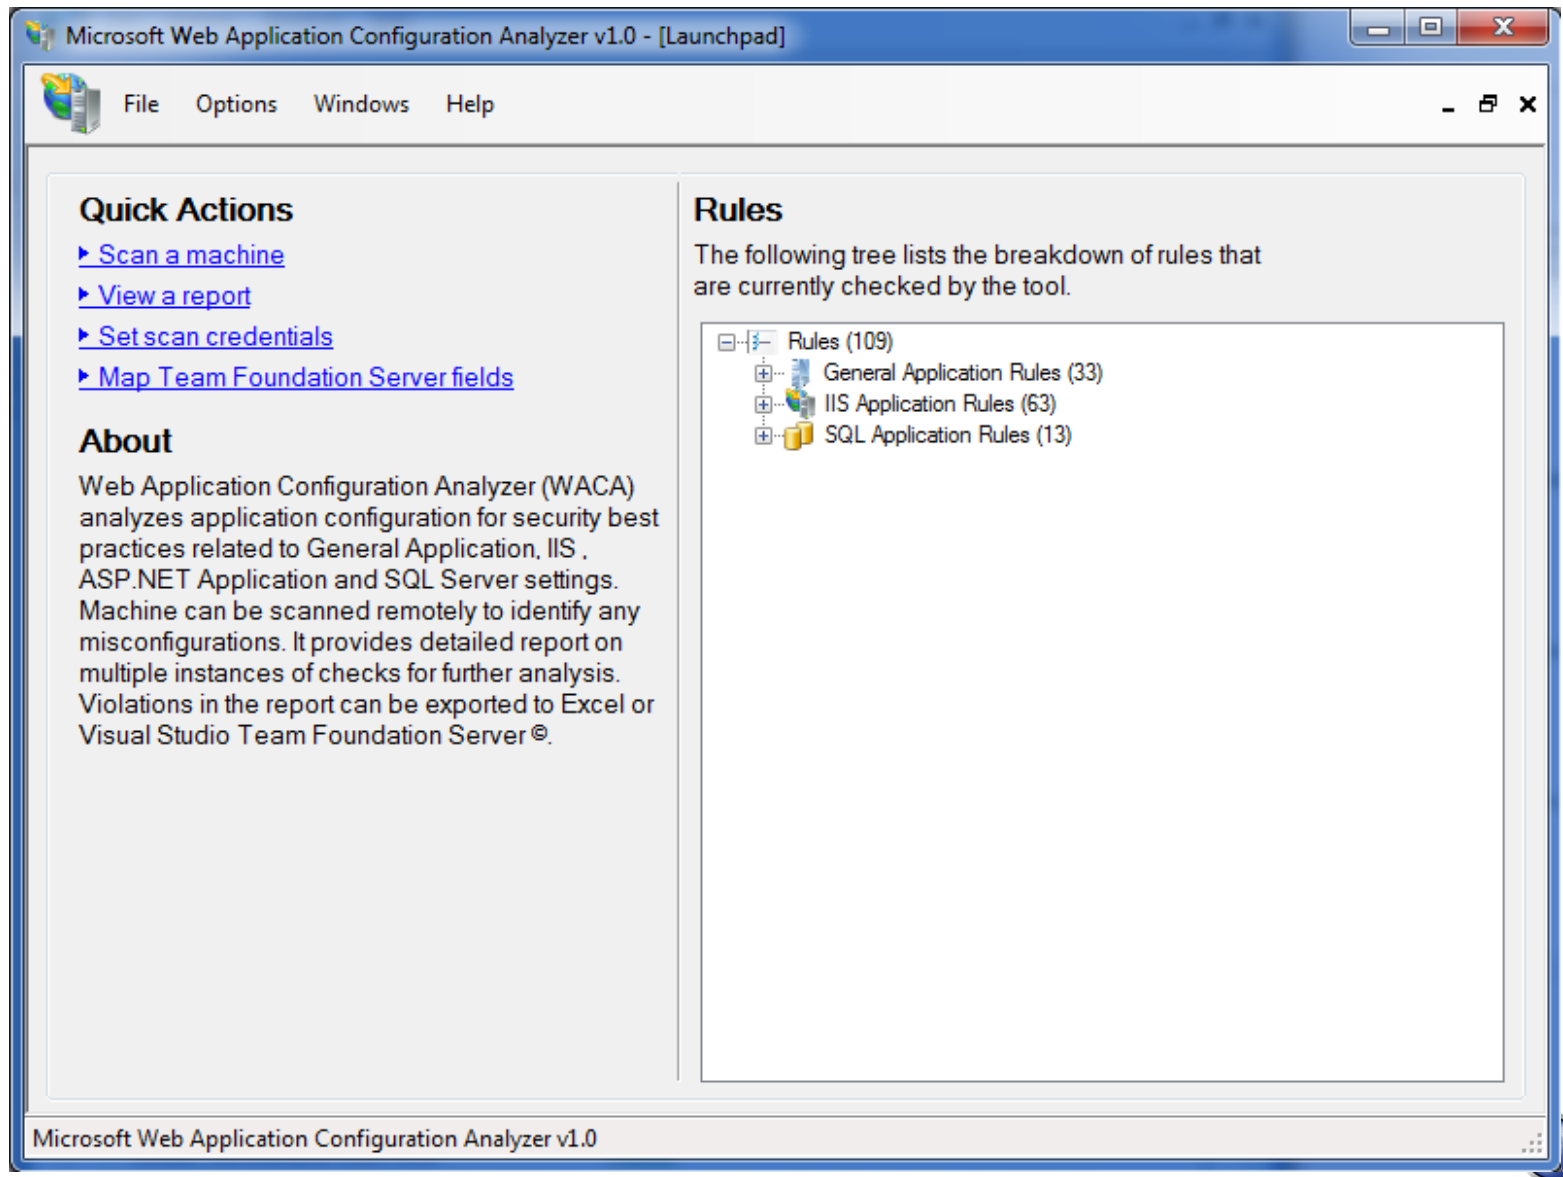 Microsoft Web Application Configuration Analyzer v1.0 - [Launchpad]
File Options Windows Help
Quick Actions
Scan a machine
View a report
Set scan credentials
Map Team Foundation Server fields
About
Web Application Configuration Analyzer (WACA)
analyzes application configuration for security best
practices related to General Application, IIS ,
ASP.NET Application and SQL Server settings.
Machine can be scanned remotely to identify any
misconfigurations. It provides detailed report on
multiple instances of checks for further analysis.
Violations in the report can be exported to Excel or
Visual Studio Team Foundation Server ©.
Rules
The following tree lists the breakdown of rules that
are currently checked by the tool.
Rules (109)
General Application Rules (33)
IIS Application Rules (63)
SQL Application Rules (13)
Microsoft Web Application Configuration Analyzer v1.0